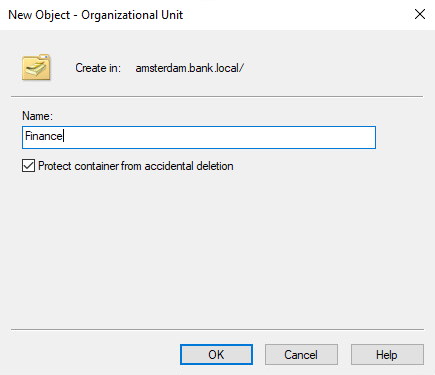 New Object - Organizational Unit
Create in: amsterdam.bank.local/
Name:
Finance
Protect container from accidental deletion
OK Cancel Help